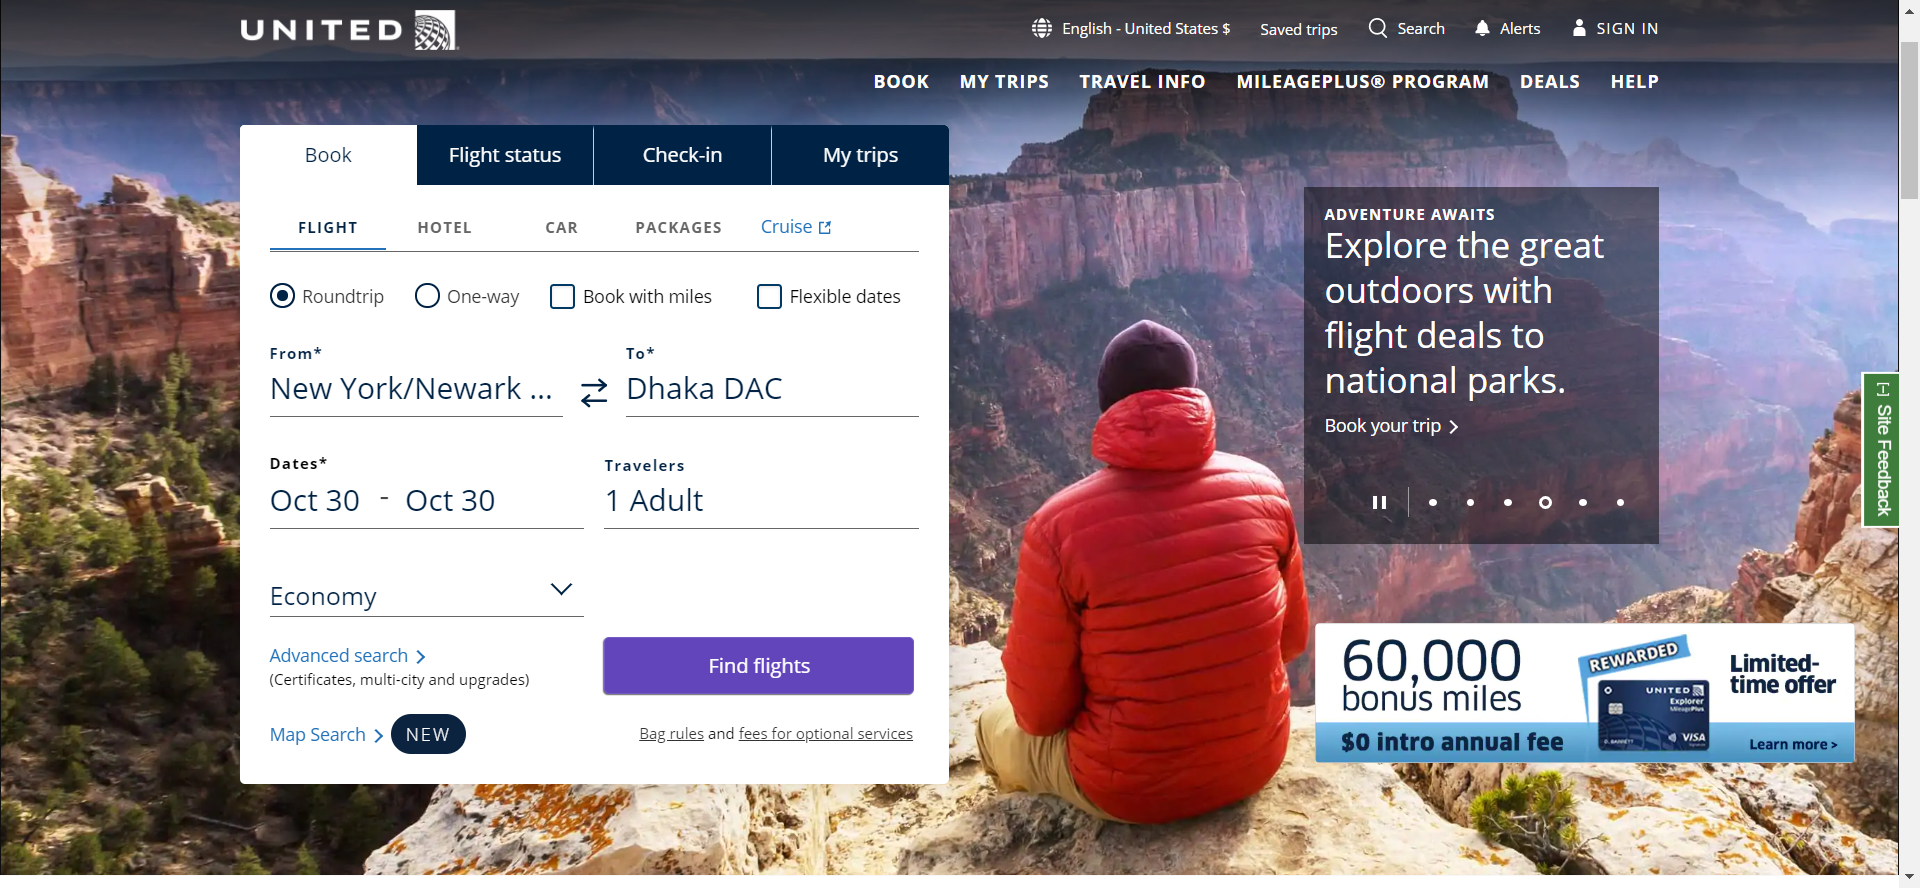 UNITED
English - United States $
Saved trips
Search
Alerts
SIGN IN
BOOK
MY TRIPS
TRAVEL INFO
MILEAGEPLUS® PROGRAM
DEALS
HELP
Book
Flight status
Check-in
My trips
FLIGHT
HOTEL
CAR
PACKAGES
Cruise
Roundtrip
One-way
Book with miles
Flexible dates
From*
New York/Newark ...
To*
Dhaka DAC
Dates*
Oct 30 - Oct 30
Travelers
1 Adult
Economy
Advanced search
(Certificates, multi-city and upgrades)
Find flights
Map Search
NEW
Bag rules and fees for optional services
ADVENTURE AWAITS
Explore the great
outdoors with
flight deals to
national parks.
Book your trip
[-] Site Feedback
60,000
bonus miles
$0 intro annual fee
REWARDED
UNITED
Explorer
MileagePlus
VISA
Limited-
time offer
Learn more >